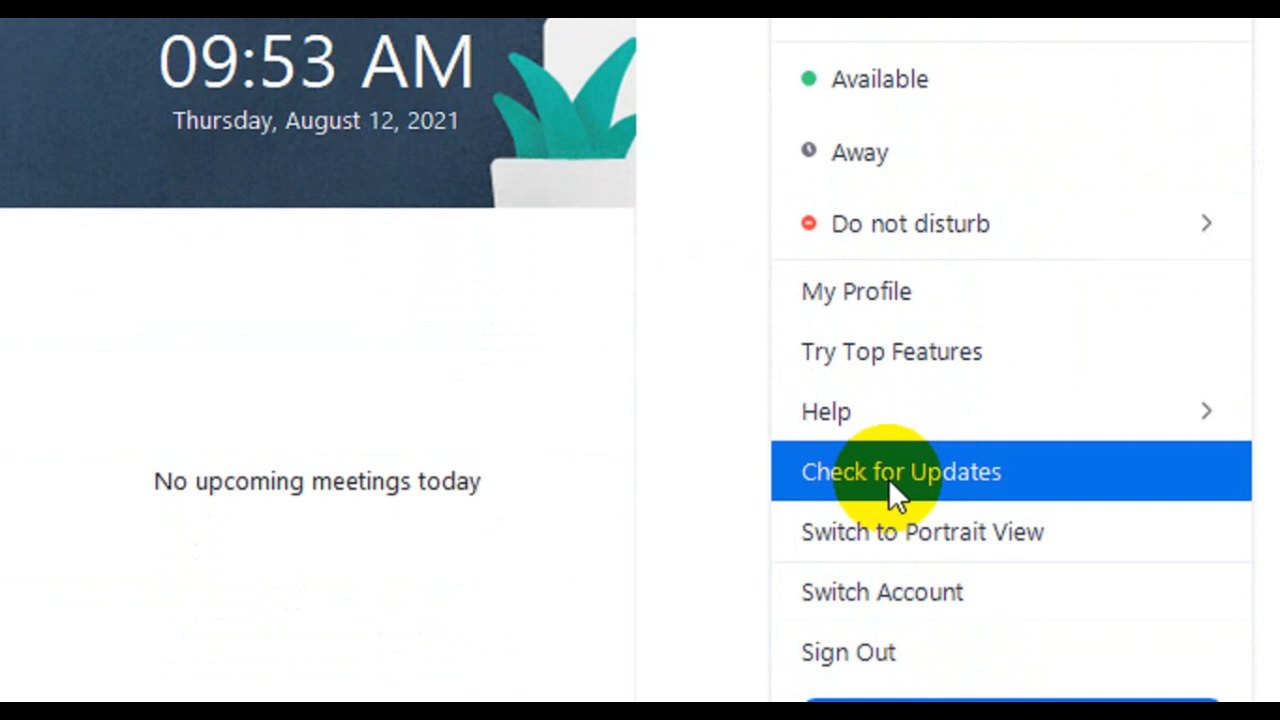 09:53 AM
Thursday, August 12, 2021
No upcoming meetings today
Available
Away
Do not disturb
My Profile
Try Top Features
Help
Check for Updates
Switch to Portrait View
Switch Account
Sign Out